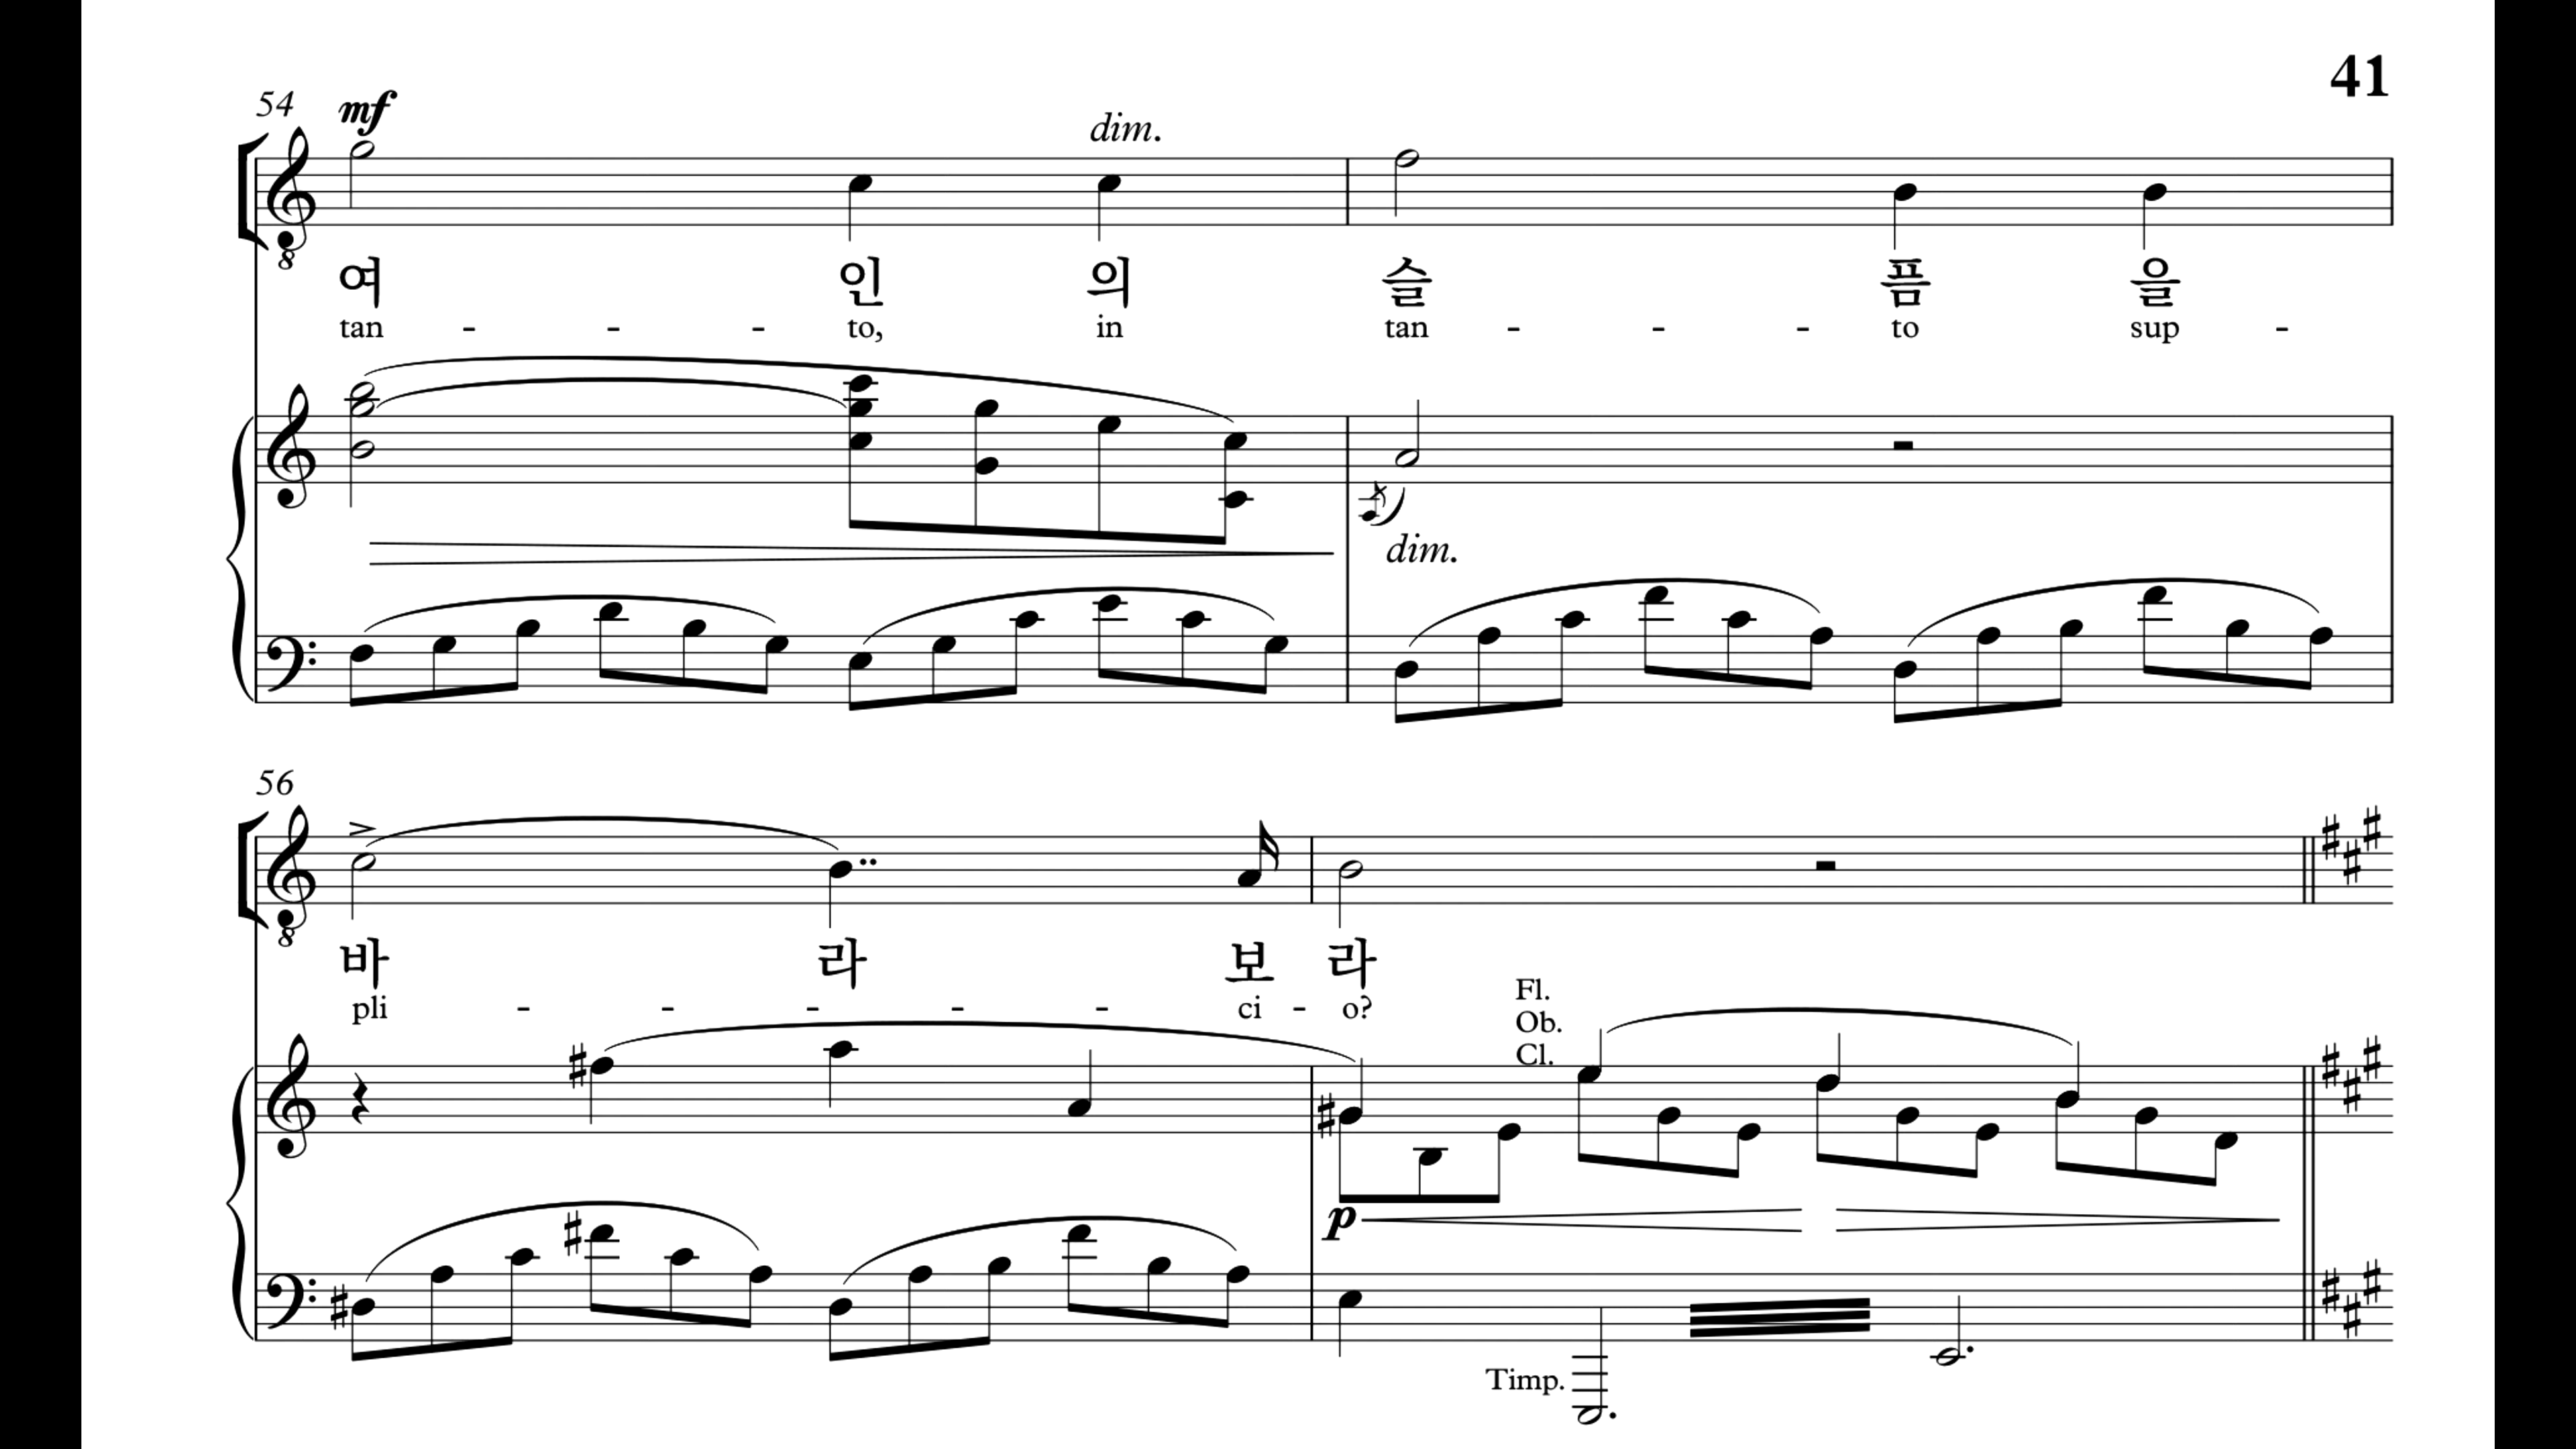 41
54 mf
dim.
여 인 의 슬 픔 을
tan - - - to, in tan - - - to sup -
dim.
56
바 라 보 라
pli - - - - - ci - o?
Fl.
Ob.
Cl.
p
Timp.